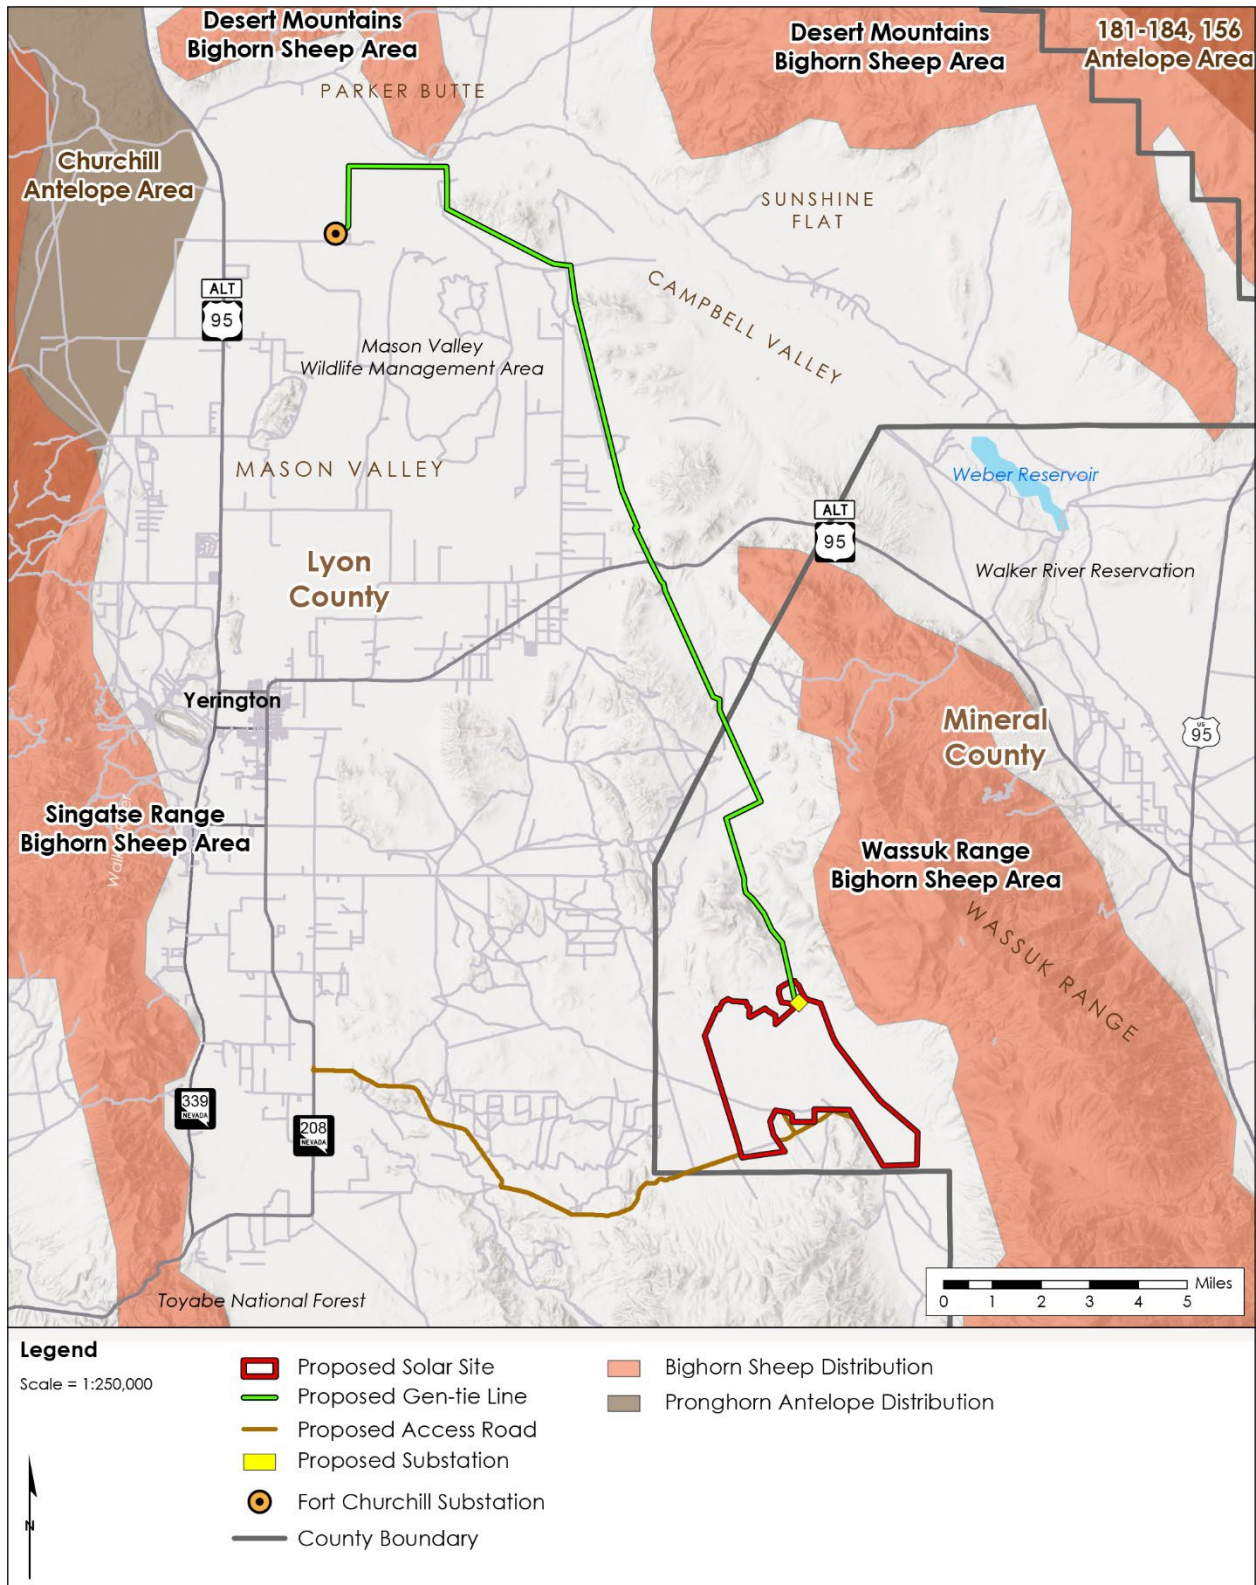 Desert Mountains
Bighorn Sheep Area
Desert Mountains
Bighorn Sheep Area
181-184, 156
Antelope Area
PARKER BUTTE
Churchill
Antelope Area
SUNSHINE
FLAT
ALT
95
CAMPBELL VALLEY
Mason Valley
Wildlife Management Area
MASON VALLEY
Weber Reservoir
ALT
95
Lyon
County
Walker River Reservation
Yerington
Mineral
County
US
95
Singatse Range
Bighorn Sheep Area
Wassuk Range
Bighorn Sheep Area
WASSUK RANGE
339
NEVADA
208
NEVADA
Toyabe National Forest
Miles
0 1 2 3 4 5
Legend
Scale = 1:250,000
Proposed Solar Site
Proposed Gen-tie Line
Proposed Access Road
Proposed Substation
Fort Churchill Substation
County Boundary
Bighorn Sheep Distribution
Pronghorn Antelope Distribution
N